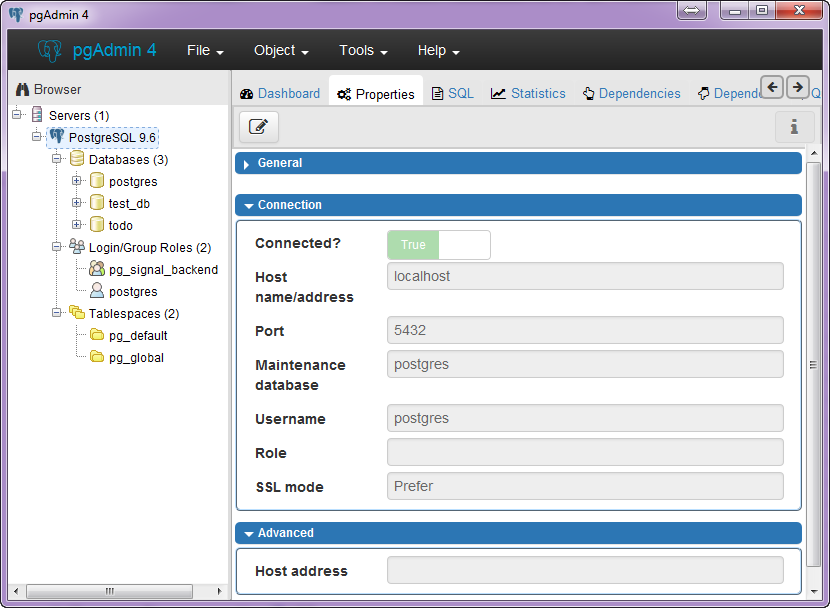 pgAdmin 4
pgAdmin 4 File Object Tools Help
Browser
Servers (1)
PostgreSQL 9.6
Databases (3)
postgres
test_db
todo
Login/Group Roles (2)
pg_signal_backend
postgres
Tablespaces (2)
pg_default
pg_global
Dashboard Properties SQL Statistics Dependencies Depende
General
Connection
Connected? True
Host name/address localhost
Port 5432
Maintenance database postgres
Username postgres
Role
SSL mode Prefer
Advanced
Host address